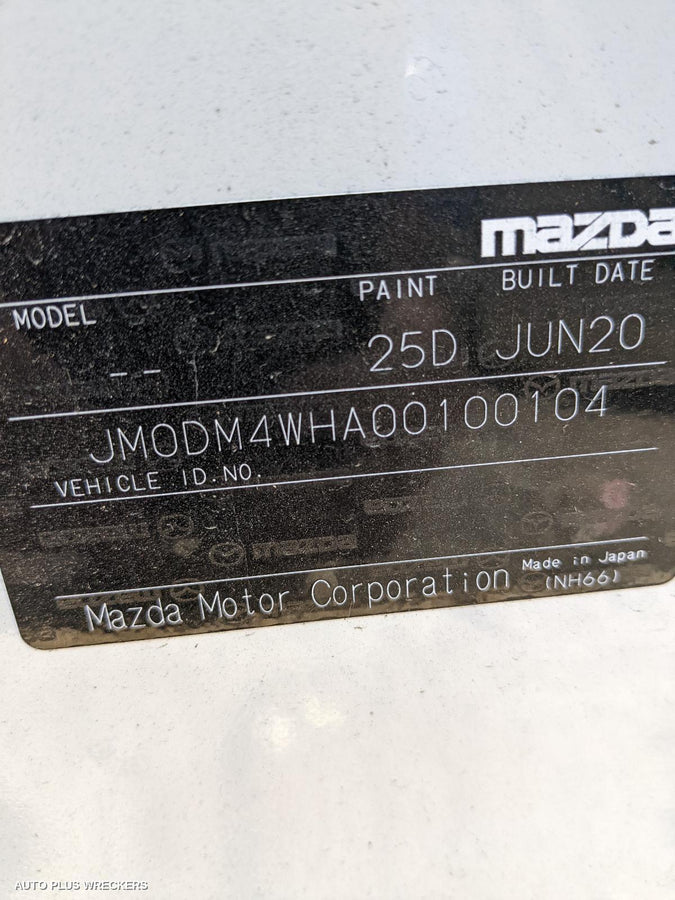 mazda
MODEL PAINT BUILT DATE
-- 25D JUN20
JM0DM4WHA00100104
VEHICLE ID.NO.
Mazda Motor Corporation Made in Japan
(NH66)
AUTO PLUS WRECKERS